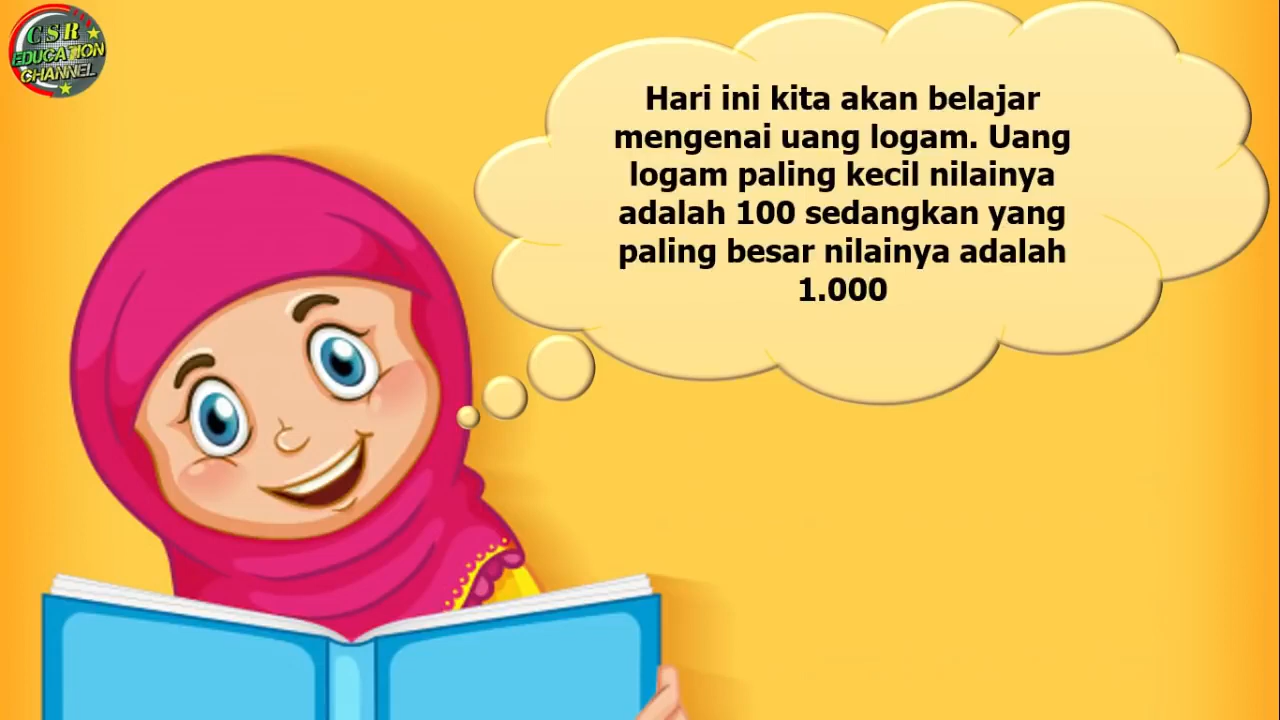 CSR
EDUCATION
CHANNEL
Hari ini kita akan belajar
mengenai uang logam. Uang
logam paling kecil nilainya
adalah 100 sedangkan yang
paling besar nilainya adalah
1.000